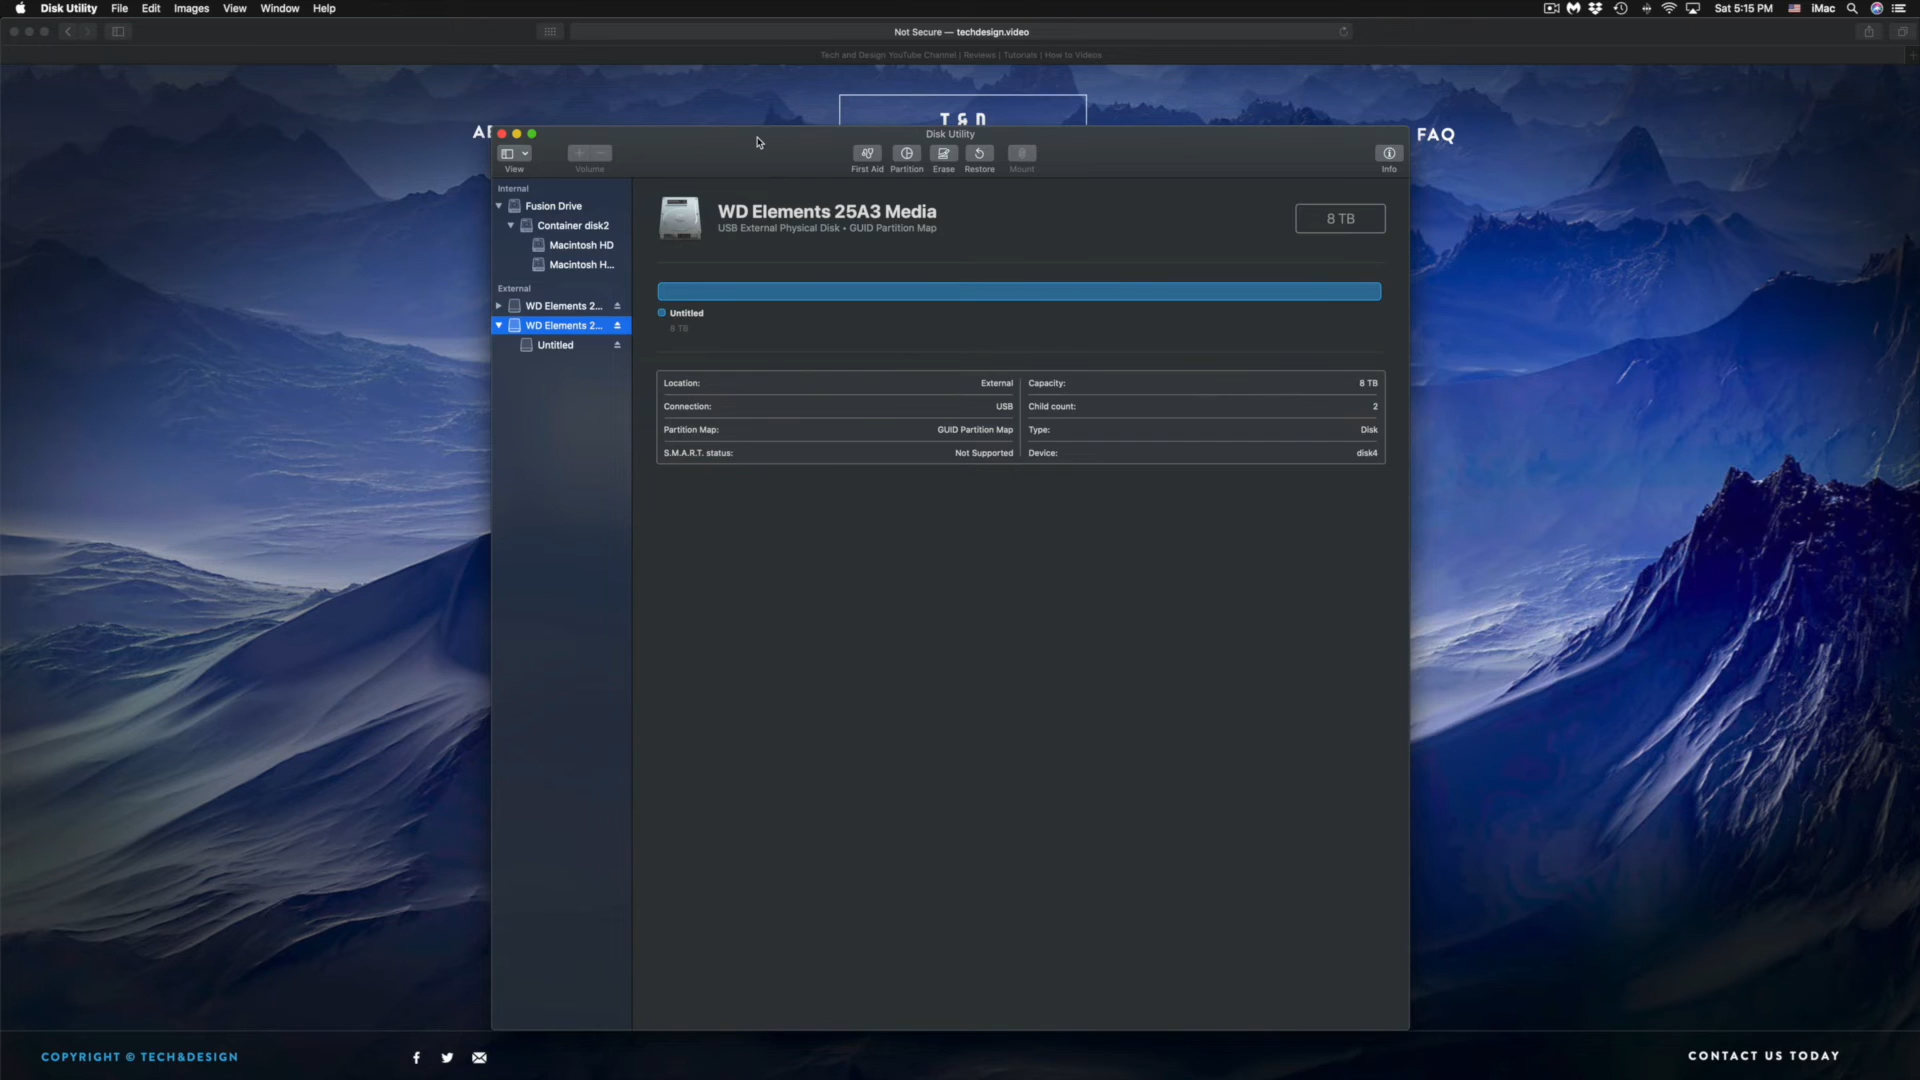 Disk Utility File Edit Images View Window Help
Sat 5:15 PM iMac
Not Secure — techdesign.video
Tech and Design YouTube Channel | Reviews | Tutorials | How to Videos
T & D
FAQ
Disk Utility
View
Volume
First Aid
Partition
Erase
Restore
Mount
Info
Internal
Fusion Drive
Container disk2
Macintosh HD
Macintosh H...
External
WD Elements 2...
WD Elements 2...
Untitled
WD Elements 25A3 Media
USB External Physical Disk • GUID Partition Map
8 TB
Untitled
8 TB
Location: External
Connection: USB
Partition Map: GUID Partition Map
S.M.A.R.T. status: Not Supported
Capacity: 8 TB
Child count: 2
Type: Disk
Device: disk4
COPYRIGHT © TECH&DESIGN
CONTACT US TODAY